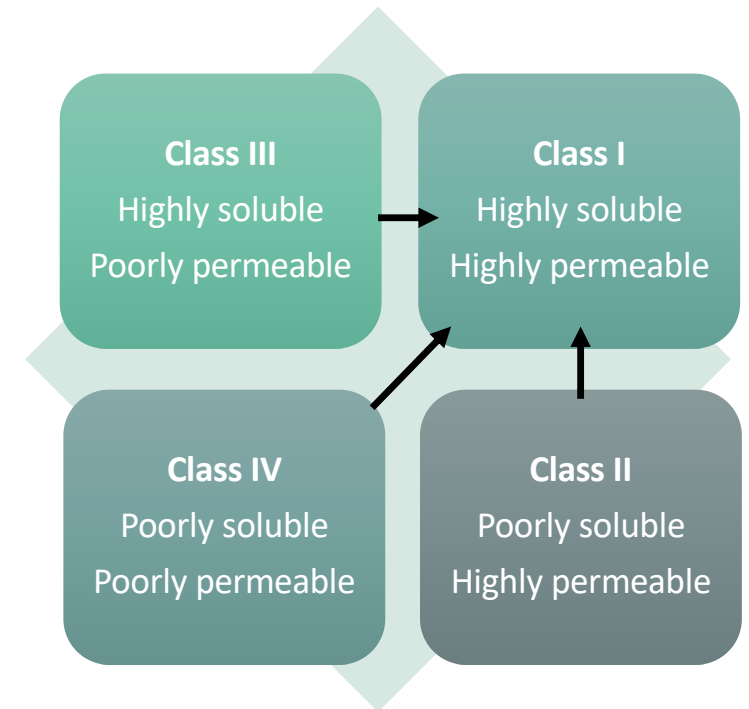 Class III
Highly soluble
Poorly permeable
Class I
Highly soluble
Highly permeable
Class IV
Poorly soluble
Poorly permeable
Class II
Poorly soluble
Highly permeable